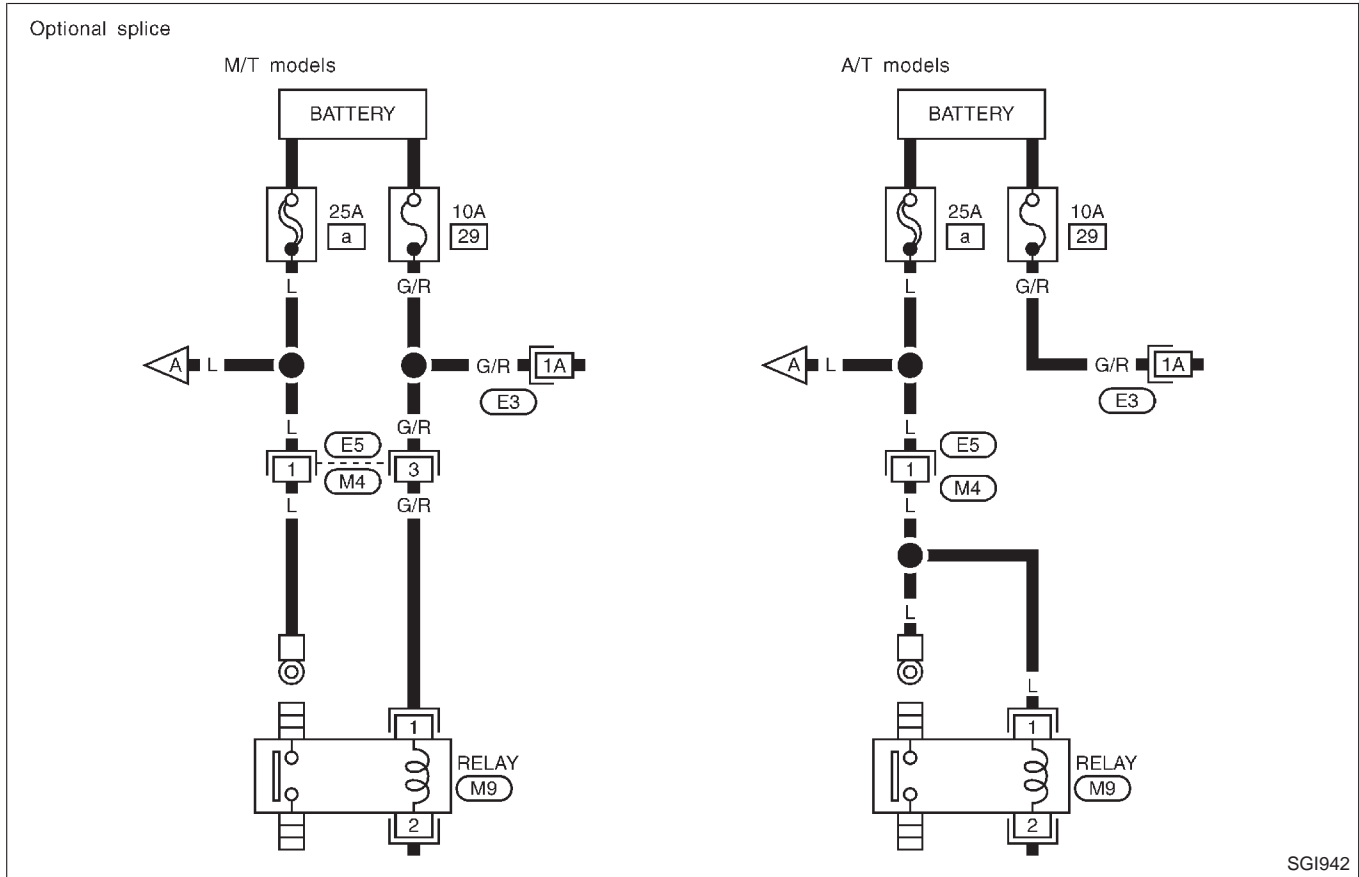 Optional splice
M/T models
BATTERY
25A
a
10A
29
L
G/R
A
L
G/R
1A
E3
L
G/R
E5
1
3
M4
L
G/R
1
RELAY
M9
2
A/T models
BATTERY
25A
a
10A
29
L
G/R
A
L
G/R
1A
E3
L
E5
1
M4
L
L
L
1
RELAY
M9
2
SGI942